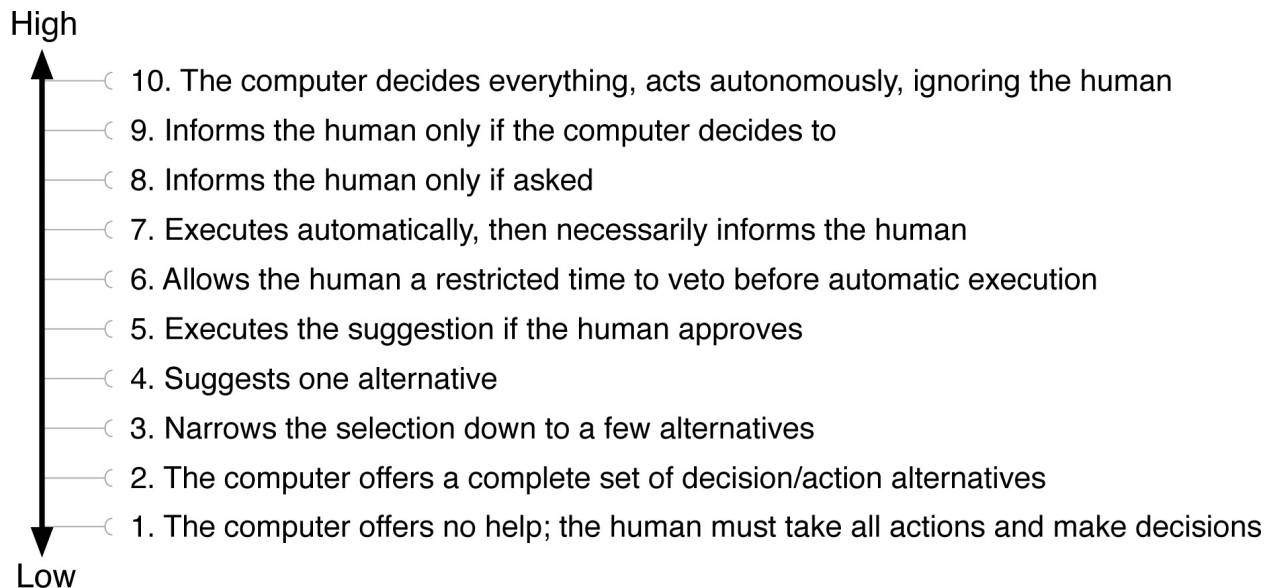 High
10. The computer decides everything, acts autonomously, ignoring the human
9. Informs the human only if the computer decides to
8. Informs the human only if asked
7. Executes automatically, then necessarily informs the human
6. Allows the human a restricted time to veto before automatic execution
5. Executes the suggestion if the human approves
4. Suggests one alternative
3. Narrows the selection down to a few alternatives
2. The computer offers a complete set of decision/action alternatives
1. The computer offers no help; the human must take all actions and make decisions
Low